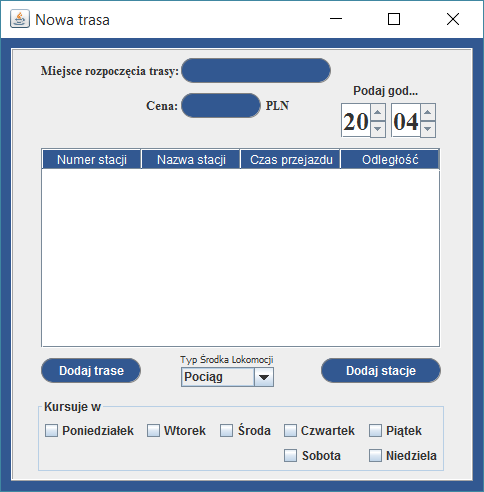 Nowa trasa
Miejsce rozpoczęcia trasy:
Podaj god...
Cena: PLN
20 04
Numer stacji Nazwa stacji Czas przejazdu Odległość
Typ Środka Lokomocji
Dodaj trase Pociąg Dodaj stacje
Kursuje w
Poniedziałek Wtorek Środa Czwartek Piątek
Sobota Niedziela